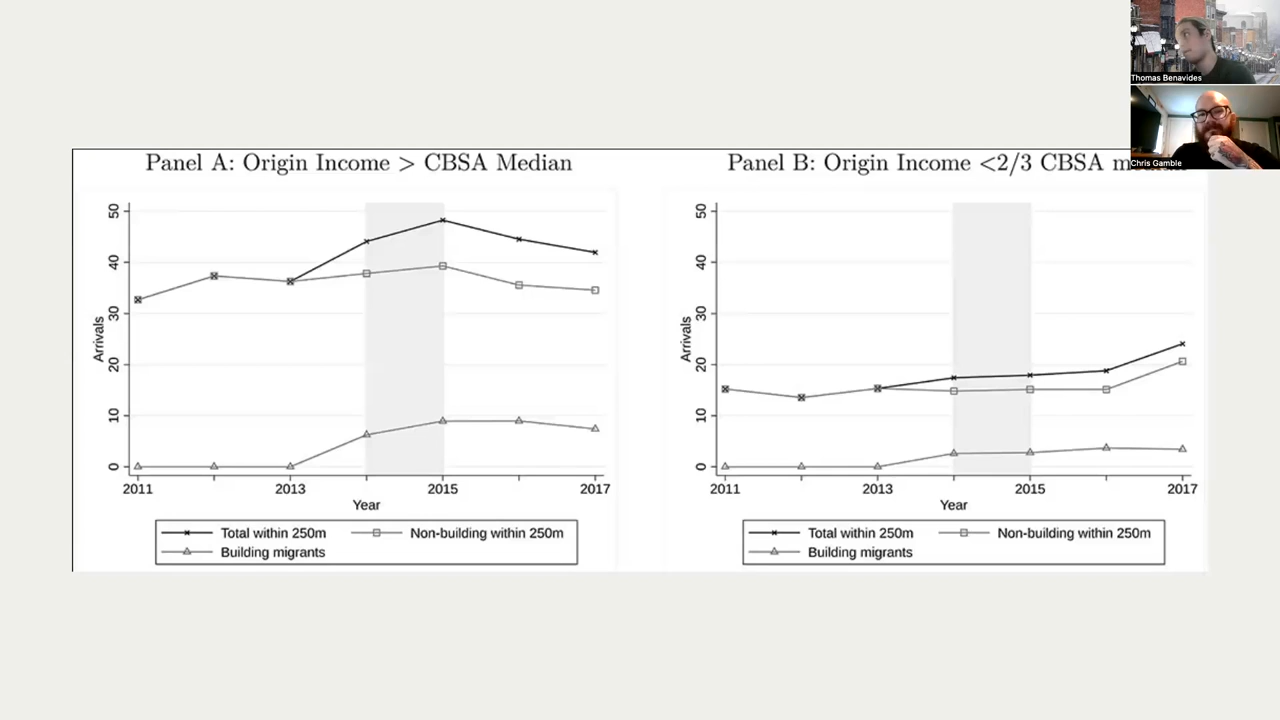 Thomas Benavides
Chris Gamble
Panel A: Origin Income > CBSA Median
50
40
30
20
10
0
Arrivals
2011
2013
2015
2017
Year
Total within 250m
Non-building within 250m
Building migrants
Panel B: Origin Income <2/3 CBSA
50
40
30
20
10
0
Arrivals
2011
2013
2015
2017
Year
Total within 250m
Non-building within 250m
Building migrants